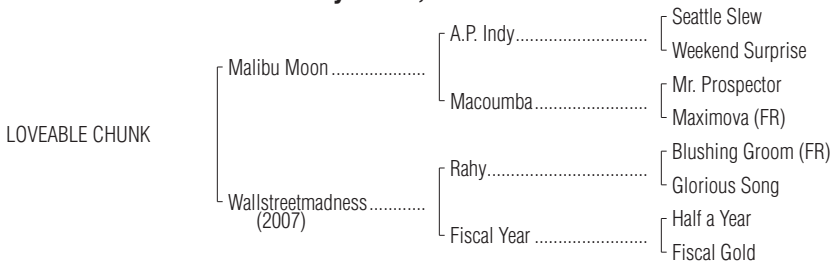 Seattle Slew
A.P. Indy
Weekend Surprise
Malibu Moon
Mr. Prospector
Macoumba
Maximova (FR)
LOVEABLE CHUNK
Blushing Groom (FR)
Rahy
Glorious Song
Wallstreetmadness
(2007)
Half a Year
Fiscal Year
Fiscal Gold